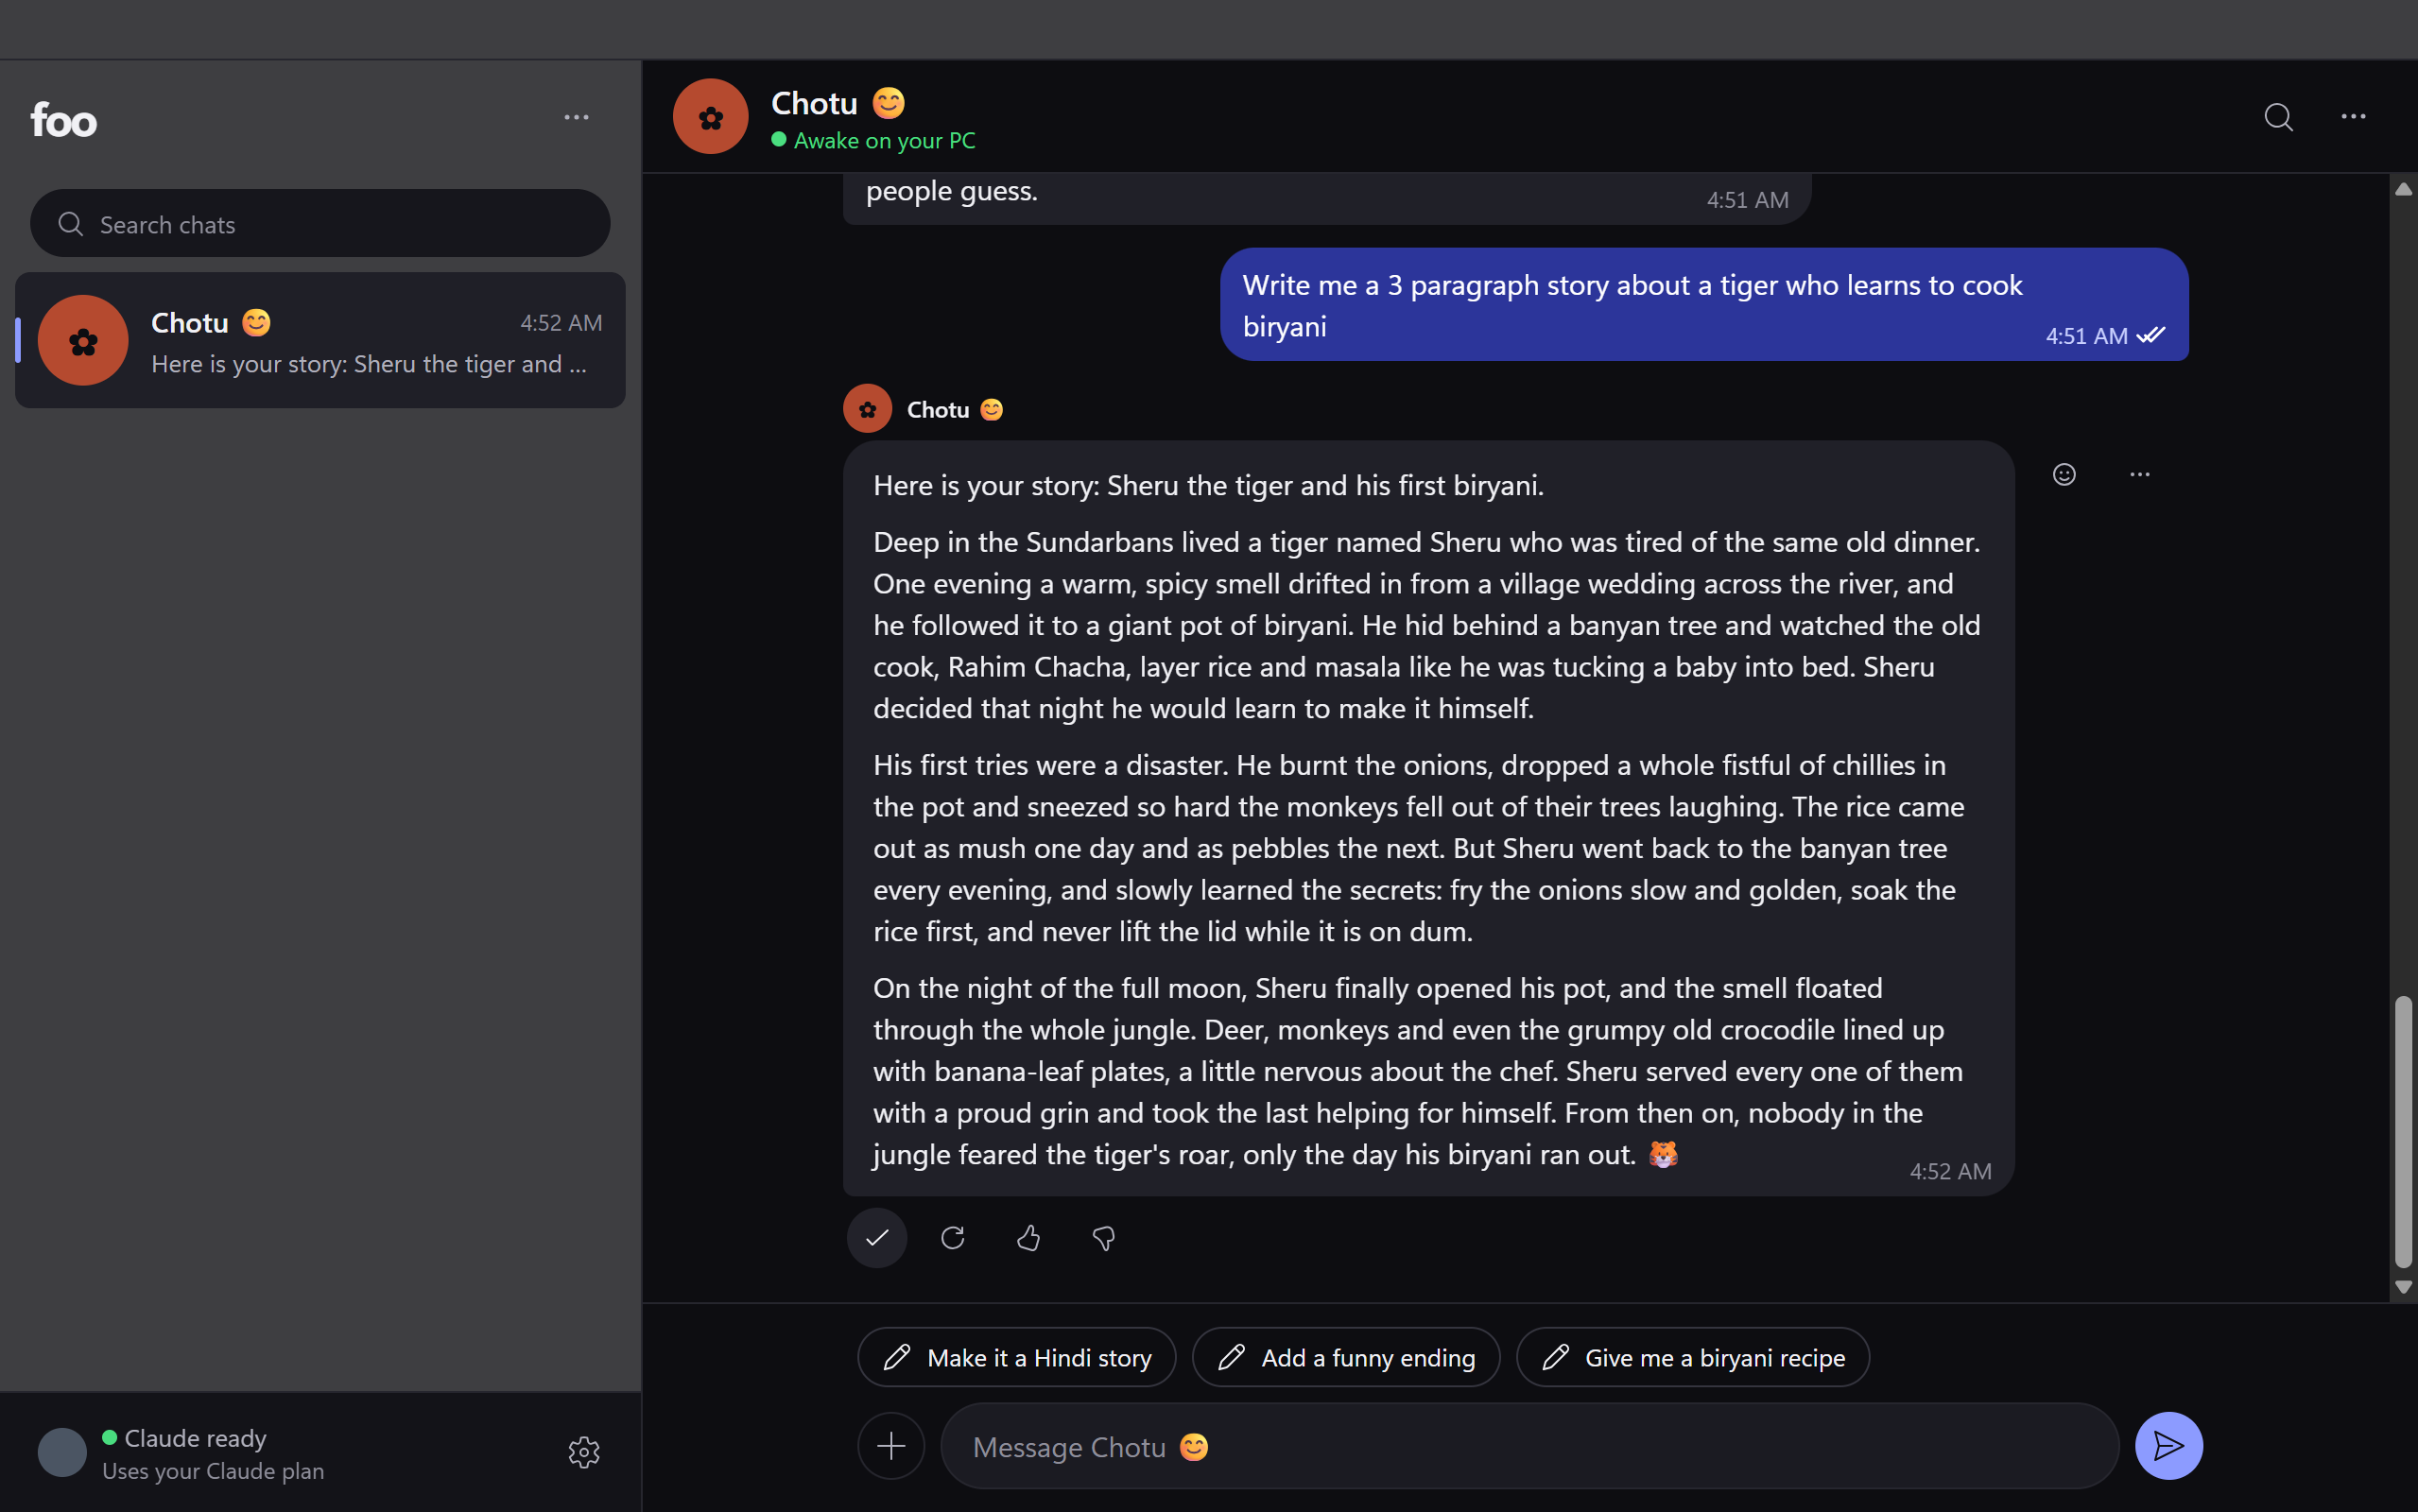 foo
Search chats
Chotu 😊
4:52 AM
Here is your story: Sheru the tiger and ...
Claude ready
Uses your Claude plan
Chotu 😊
Awake on your PC
people guess.
4:51 AM
Write me a 3 paragraph story about a tiger who learns to cook
biryani
4:51 AM
Chotu 😊
Here is your story: Sheru the tiger and his first biryani.
Deep in the Sundarbans lived a tiger named Sheru who was tired of the same old dinner.
One evening a warm, spicy smell drifted in from a village wedding across the river, and
he followed it to a giant pot of biryani. He hid behind a banyan tree and watched the old
cook, Rahim Chacha, layer rice and masala like he was tucking a baby into bed. Sheru
decided that night he would learn to make it himself.
His first tries were a disaster. He burnt the onions, dropped a whole fistful of chillies in
the pot and sneezed so hard the monkeys fell out of their trees laughing. The rice came
out as mush one day and as pebbles the next. But Sheru went back to the banyan tree
every evening, and slowly learned the secrets: fry the onions slow and golden, soak the
rice first, and never lift the lid while it is on dum.
On the night of the full moon, Sheru finally opened his pot, and the smell floated
through the whole jungle. Deer, monkeys and even the grumpy old crocodile lined up
with banana-leaf plates, a little nervous about the chef. Sheru served every one of them
with a proud grin and took the last helping for himself. From then on, nobody in the
jungle feared the tiger's roar, only the day his biryani ran out. 🐯
4:52 AM
Make it a Hindi story
Add a funny ending
Give me a biryani recipe
Message Chotu 😊